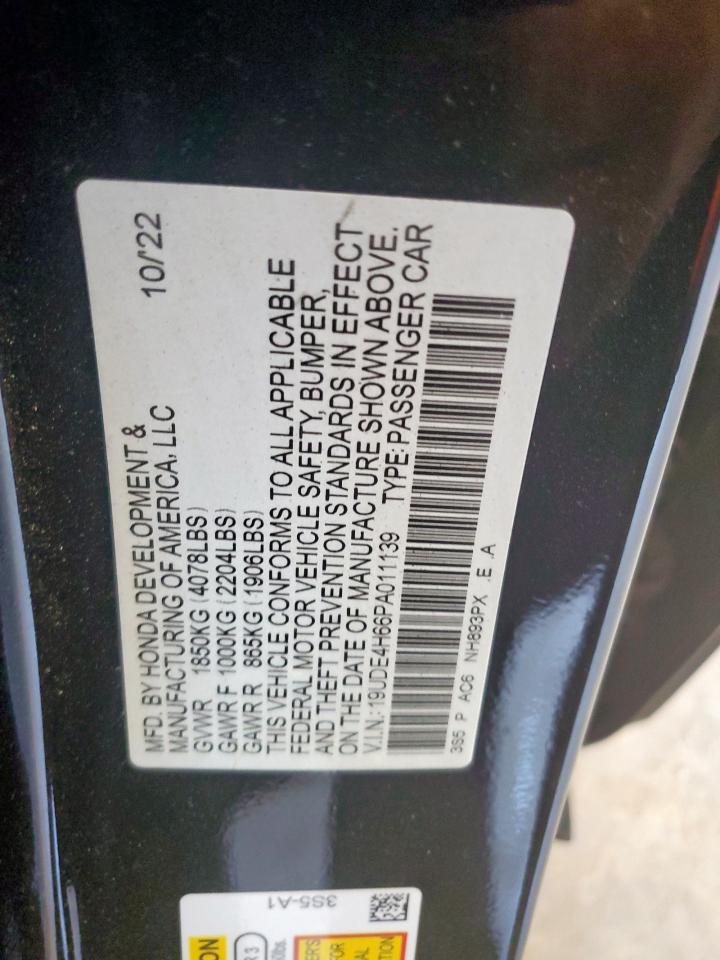 MFD. BY HONDA DEVELOPMENT & 10/'22
MANUFACTURING OF AMERICA, LLC
GVWR 1850KG (4078LBS)
GAWR F 1000KG (2204LBS)
GAWR R 865KG (1906LBS)
THIS VEHICLE CONFORMS TO ALL APPLICABLE
FEDERAL MOTOR VEHICLE SAFETY, BUMPER,
AND THEFT PREVENTION STANDARDS IN EFFECT
ON THE DATE OF MANUFACTURE SHOWN ABOVE.
V.I.N.: 19UDE4H66PA011139 TYPE: PASSENGER CAR
3S5 P AC6 NH893PX .E .A
3S5-A1